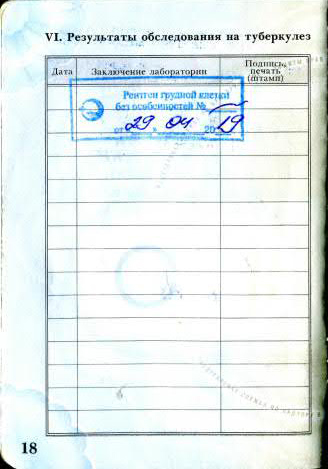 VI. Результаты обследования на туберкулез
Дата
Заключение лаборатории
Подпись,
печать
(штамп)
Рентген грудной клетки
без особенностей №
от 29 04 2019
18